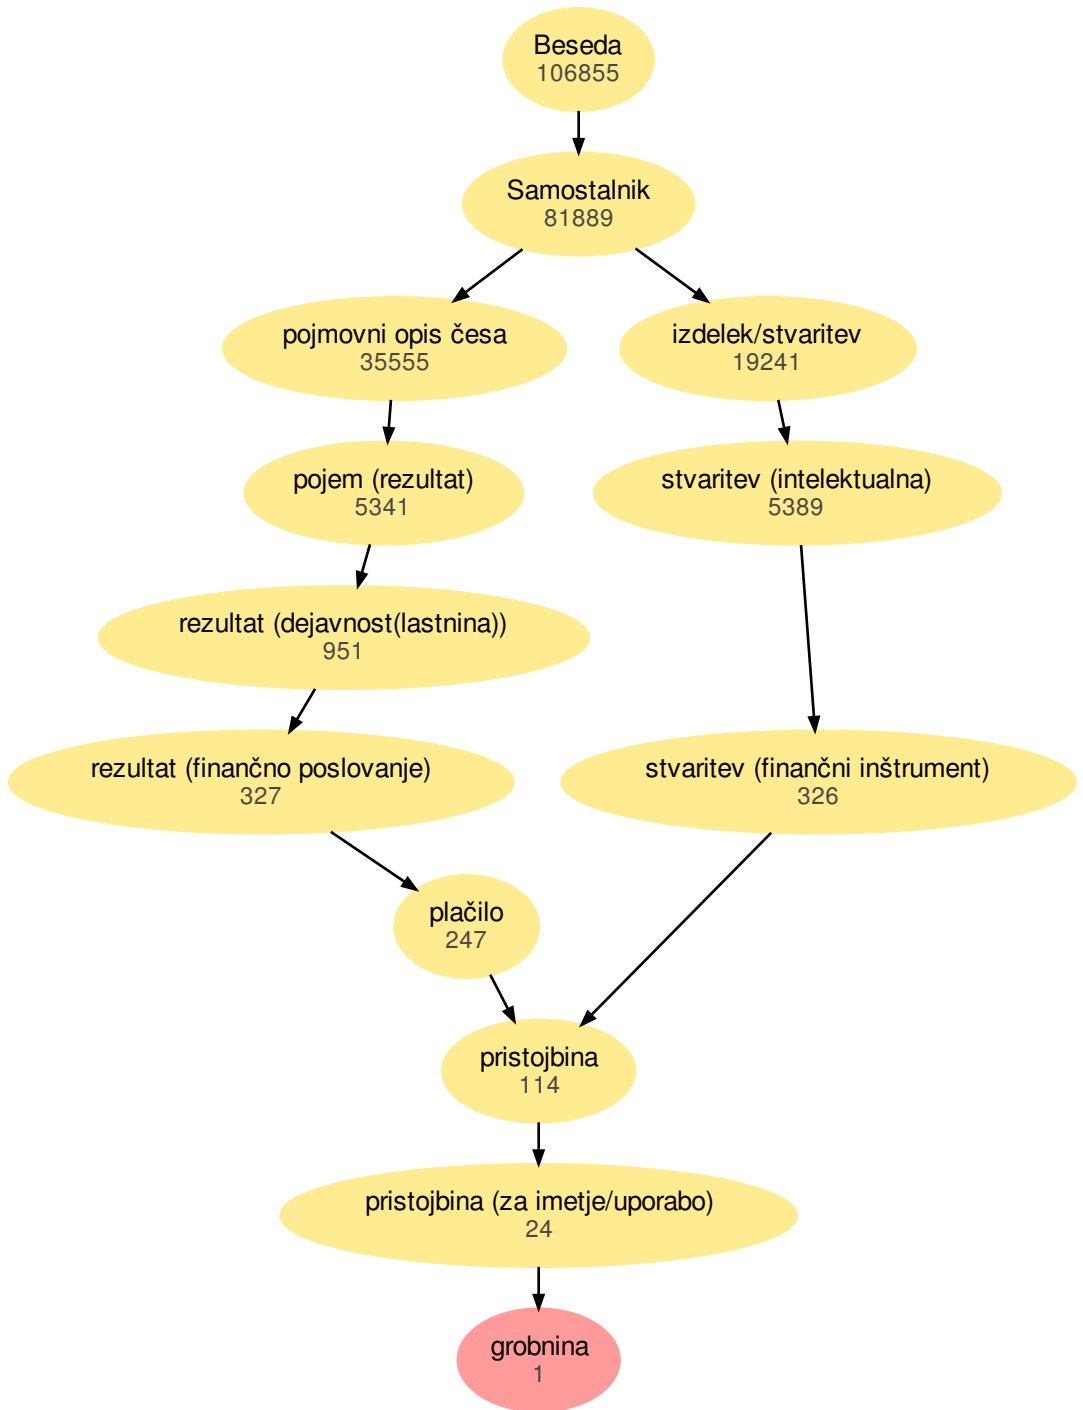 Beseda
106855
Samostalnik
81889
pojmovni opis česa
35555
izdelek/stvaritev
19241
pojem (rezultat)
5341
stvaritev (intelektualna)
5389
rezultat (dejavnost(lastnina))
951
rezultat (finančno poslovanje)
327
stvaritev (finančni inštrument)
326
plačilo
247
pristojbina
114
pristojbina (za imetje/uporabo)
24
grobnina
1